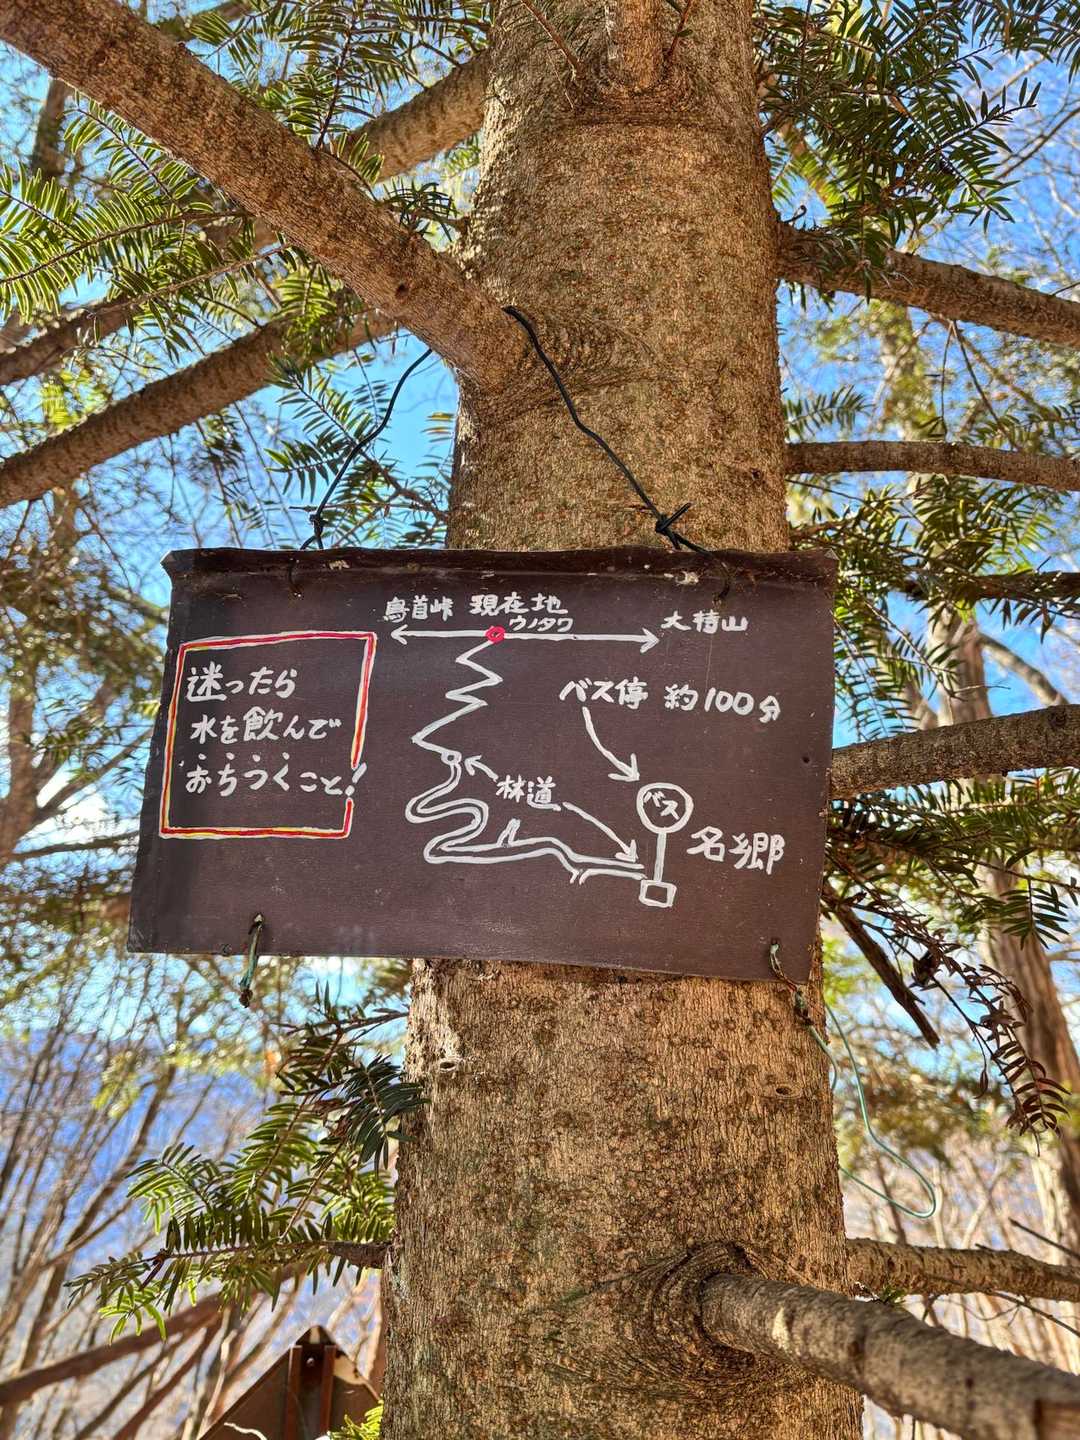 鳥首峠 現在地 ウノタワ 大持山
迷ったら
水を飲んで
おちつくこと!
バス停 約100分
林道
バス
名郷